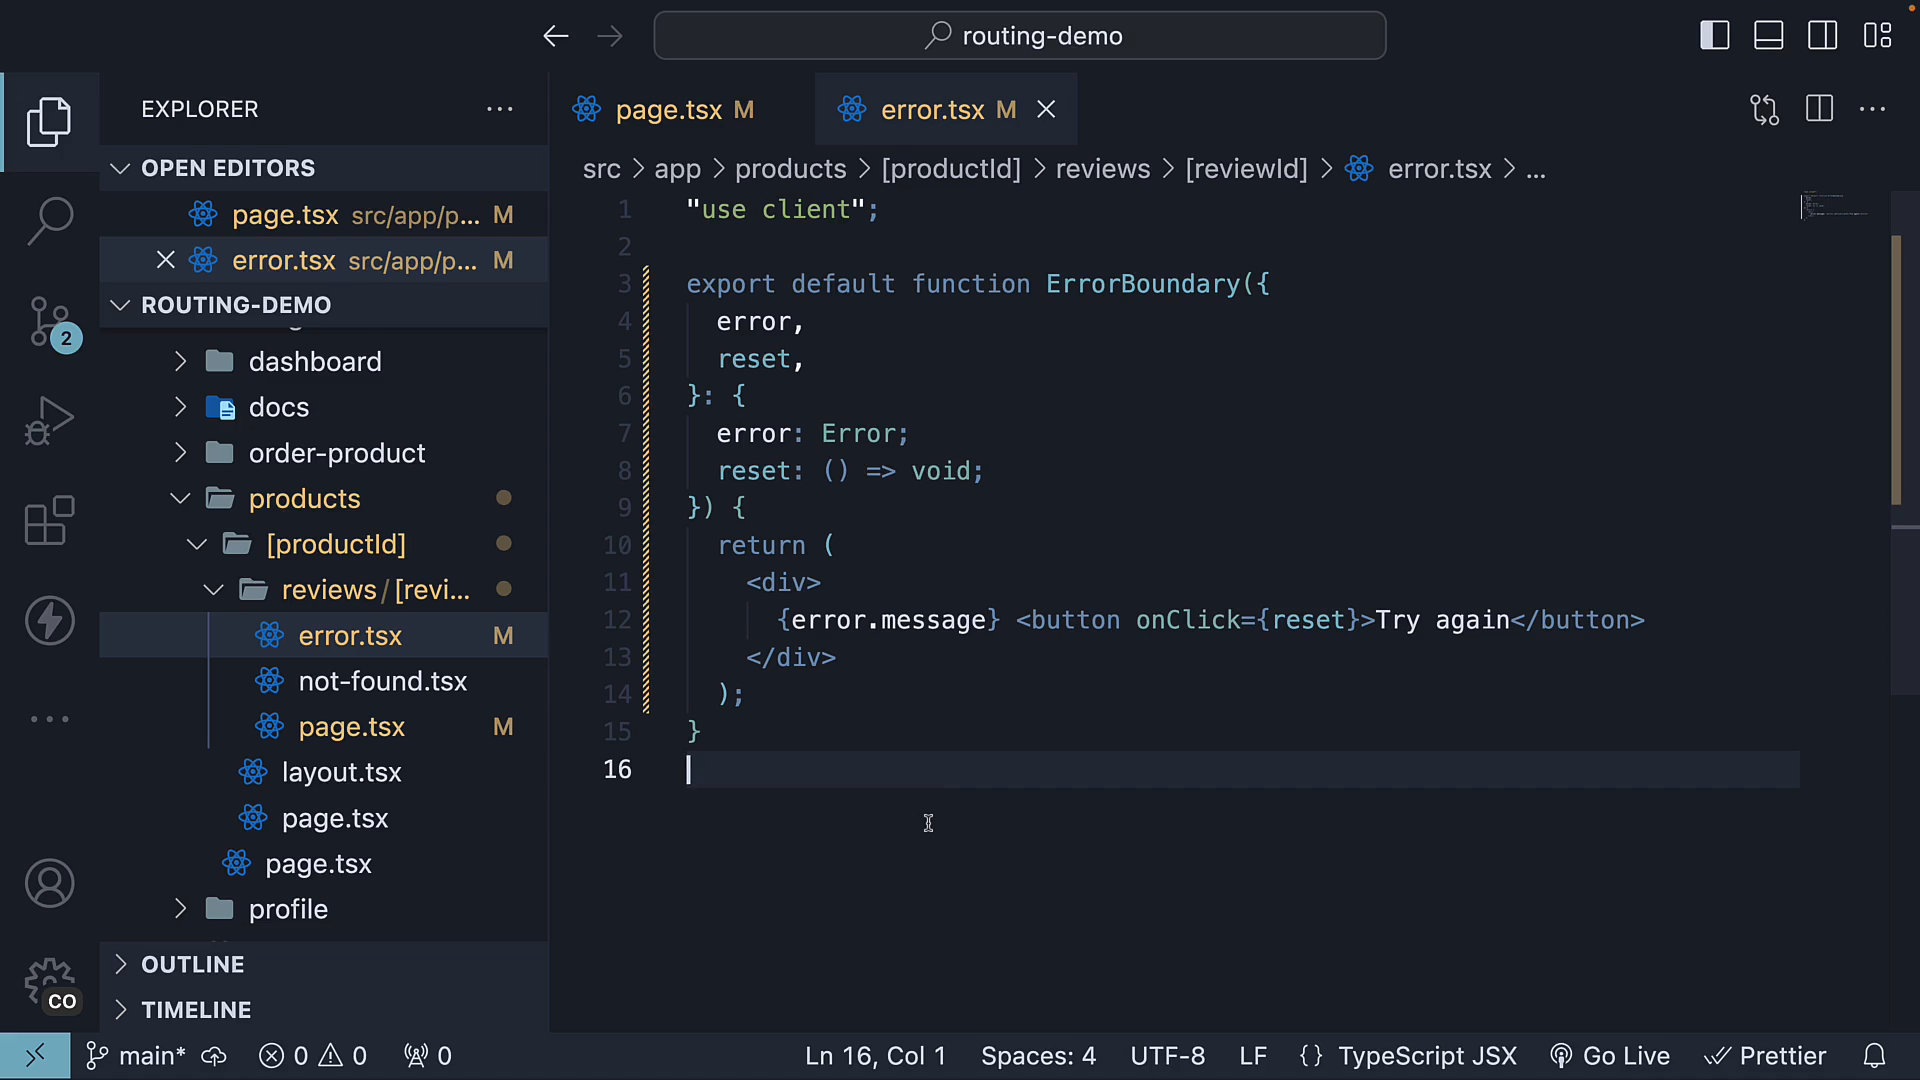 routing-demo
EXPLORER
OPEN EDITORS
page.tsx src/app/p... M
error.tsx src/app/p... M
ROUTING-DEMO
dashboard
docs
order-product
products
[productId]
reviews/[revi...
error.tsx M
not-found.tsx
page.tsx M
layout.tsx
page.tsx
page.tsx
profile
OUTLINE
TIMELINE
2
CO
page.tsx M
error.tsx M
src > app > products > [productId] > reviews > [reviewId] > error.tsx > ...
1 "use client";
2
3 export default function ErrorBoundary({
4 error,
5 reset,
6 }: {
7 error: Error;
8 reset: () => void;
9 }) {
10 return (
11 <div>
12 {error.message} <button onClick={reset}>Try again</button>
13 </div>
14 );
15 }
16
main* 0 0 0 Ln 16, Col 1 Spaces: 4 UTF-8 LF {} TypeScript JSX Go Live Prettier